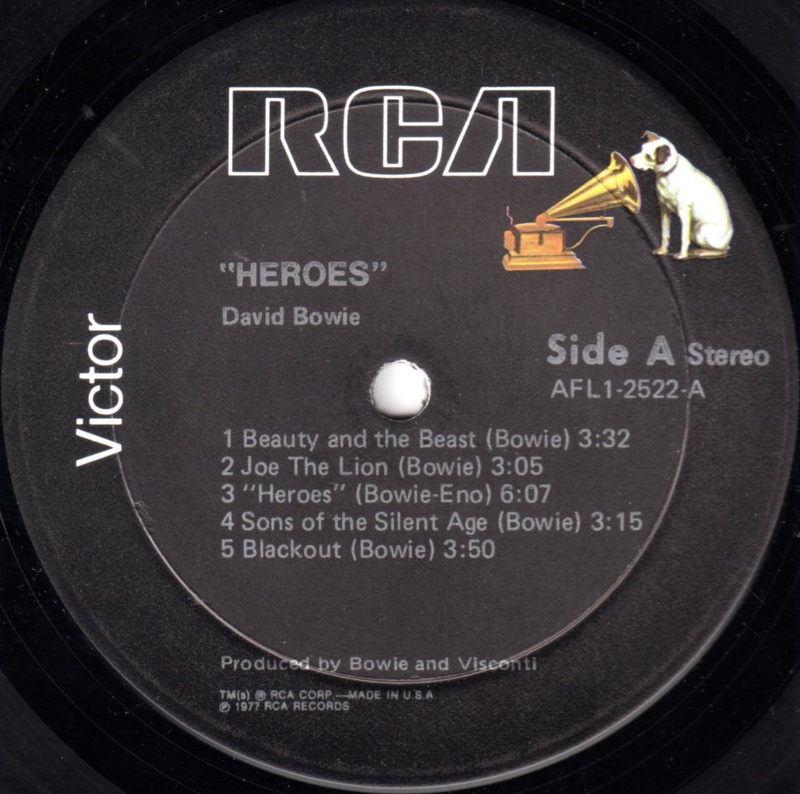 RCA
Victor
“HEROES”
David Bowie
Side A Stereo
AFL1-2522-A
1 Beauty and the Beast (Bowie) 3:32
2 Joe The Lion (Bowie) 3:05
3 “Heroes” (Bowie-Eno) 6:07
4 Sons of the Silent Age (Bowie) 3:15
5 Blackout (Bowie) 3:50
Produced by Bowie and Visconti
TM(s) ® RCA CORP.—MADE IN U.S.A.
℗ 1977 RCA RECORDS